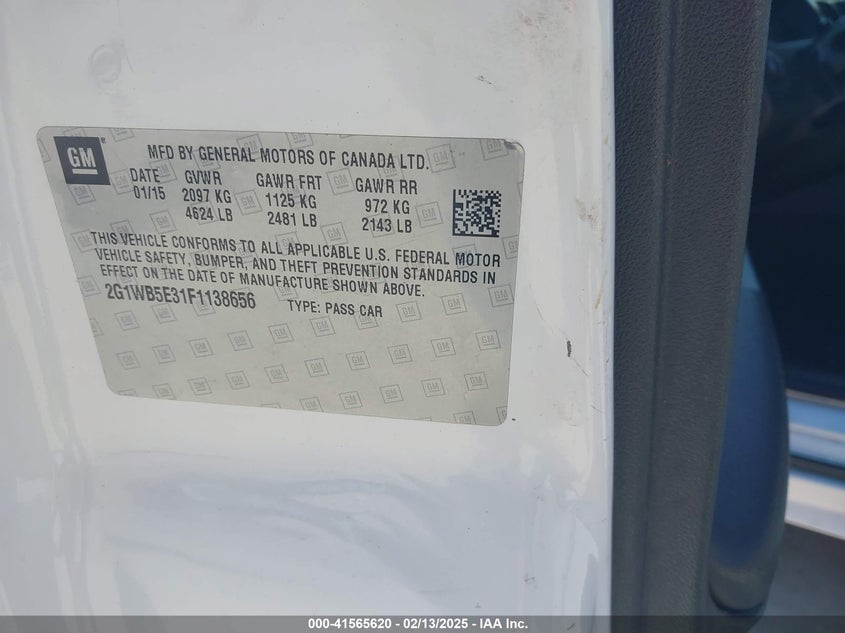 GM
MFD BY GENERAL MOTORS OF CANADA LTD.
DATE GVWR GAWR FRT GAWR RR
01/15 2097 KG 1125 KG 972 KG
4624 LB 2481 LB 2143 LB
THIS VEHICLE CONFORMS TO ALL APPLICABLE U.S. FEDERAL MOTOR
VEHICLE SAFETY, BUMPER, AND THEFT PREVENTION STANDARDS IN
EFFECT ON THE DATE OF MANUFACTURE SHOWN ABOVE.
2G1WB5E31F1138656 TYPE: PASS CAR
000-41565620 / 02/13/2025 - IAA Inc.